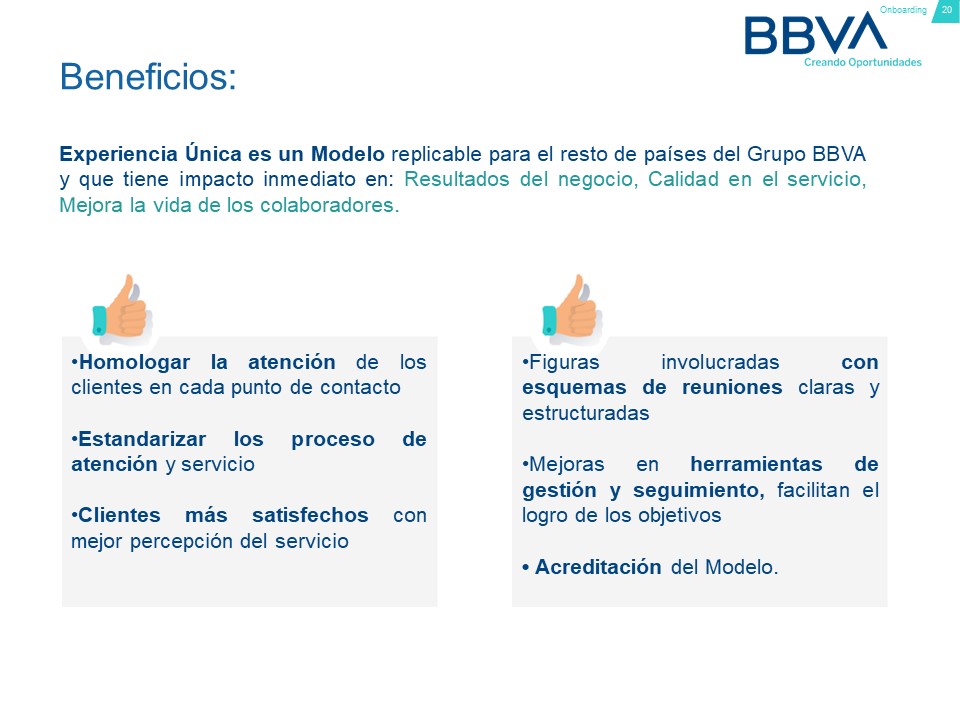 Onboarding 20
BBVA
Creando Oportunidades
Beneficios:
Experiencia Única es un Modelo replicable para el resto de países del Grupo BBVA
y que tiene impacto inmediato en: Resultados del negocio, Calidad en el servicio,
Mejora la vida de los colaboradores.
•Homologar la atención de los
clientes en cada punto de contacto
•Estandarizar los proceso de
atención y servicio
•Clientes más satisfechos con
mejor percepción del servicio
•Figuras involucradas con
esquemas de reuniones claras y
estructuradas
•Mejoras en herramientas de
gestión y seguimiento, facilitan el
logro de los objetivos
• Acreditación del Modelo.